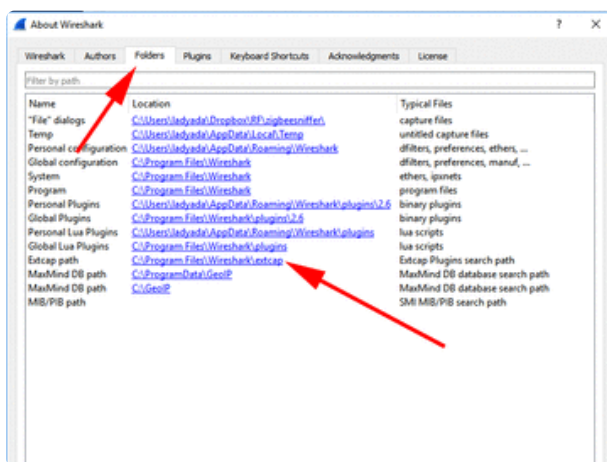 About Wireshark
Wireshark Authors Folders Plugins Keyboard Shortcuts Acknowledgments License
Filter by path
Name Location Typical Files
"File" dialogs C:\Users\ladyada\Dropbox\RF\zigbeesniffer\ capture files
Temp C:\Users\ladyada\AppData\Local\Temp untitled capture files
Personal configuration C:\Users\ladyada\AppData\Roaming\Wireshark dfilters, preferences, ethers, ...
Global configuration C:\Program Files\Wireshark dfilters, preferences, manuf, ...
System C:\Program Files\Wireshark ethers, ipxnets
Program C:\Program Files\Wireshark program files
Personal Plugins C:\Users\ladyada\AppData\Roaming\Wireshark\plugins\2.6 binary plugins
Global Plugins C:\Program Files\Wireshark\plugins\2.6 binary plugins
Personal Lua Plugins C:\Users\ladyada\AppData\Roaming\Wireshark\plugins lua scripts
Global Lua Plugins C:\Program Files\Wireshark\plugins lua scripts
Extcap path C:\Program Files\Wireshark\extcap Extcap Plugins search path
MaxMind DB path C:\ProgramData\GeoIP MaxMind DB database search path
MaxMind DB path C:\GeoIP MaxMind DB database search path
MIB/PIB path SMI MIB/PIB search path